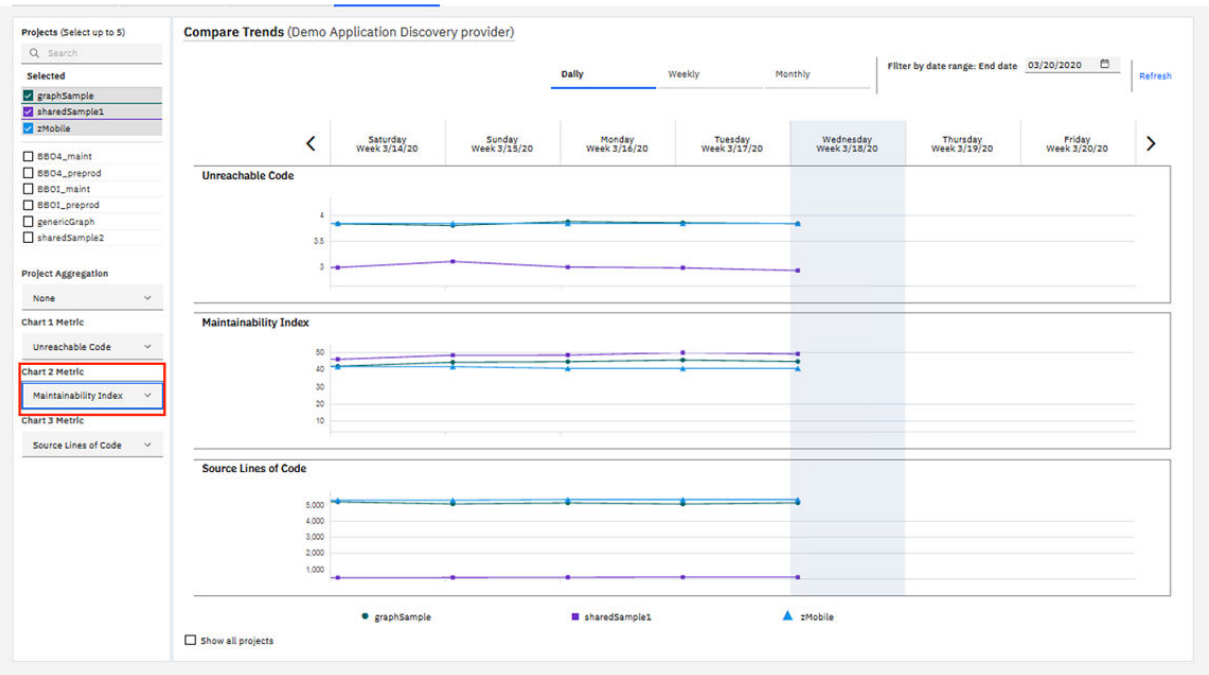 Projects (Select up to 5)
Search
Selected
graphSample
sharedSample1
zMobile
BBO4_maint
BBO4_preprod
BBOI_maint
BBOI_preprod
genericGraph
sharedSample2
Project Aggregation
None
Chart 1 Metric
Unreachable Code
Chart 2 Metric
Maintainability Index
Chart 3 Metric
Source Lines of Code
Compare Trends (Demo Application Discovery provider)
Daily Weekly Monthly
Filter by date range: End date 03/20/2020
Refresh
Saturday Sunday Monday Tuesday Wednesday Thursday Friday
Week 3/14/20 Week 3/15/20 Week 3/16/20 Week 3/17/20 Week 3/18/20 Week 3/19/20 Week 3/20/20
Unreachable Code
4
3.5
3
Maintainability Index
50
40
30
20
10
Source Lines of Code
5,000
4,000
3,000
2,000
1,000
graphSample sharedSample1 zMobile
Show all projects